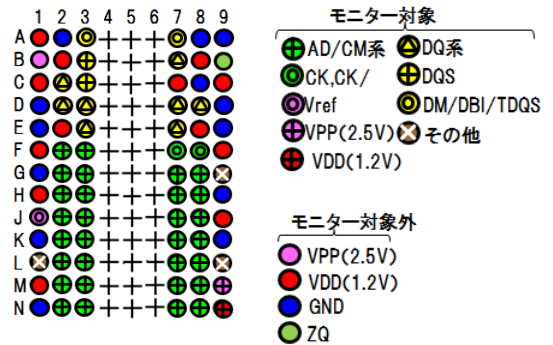 1 2 3 4 5 6 7 8 9
A
B
C
D
E
F
G
H
J
K
L
M
N
モニター対象
AD/CM系 DQ系
CK,CK/ DQS
Vref DM/DBI/TDQS
VPP(2.5V) その他
VDD(1.2V)
モニター対象外
VPP(2.5V)
VDD(1.2V)
GND
ZQ